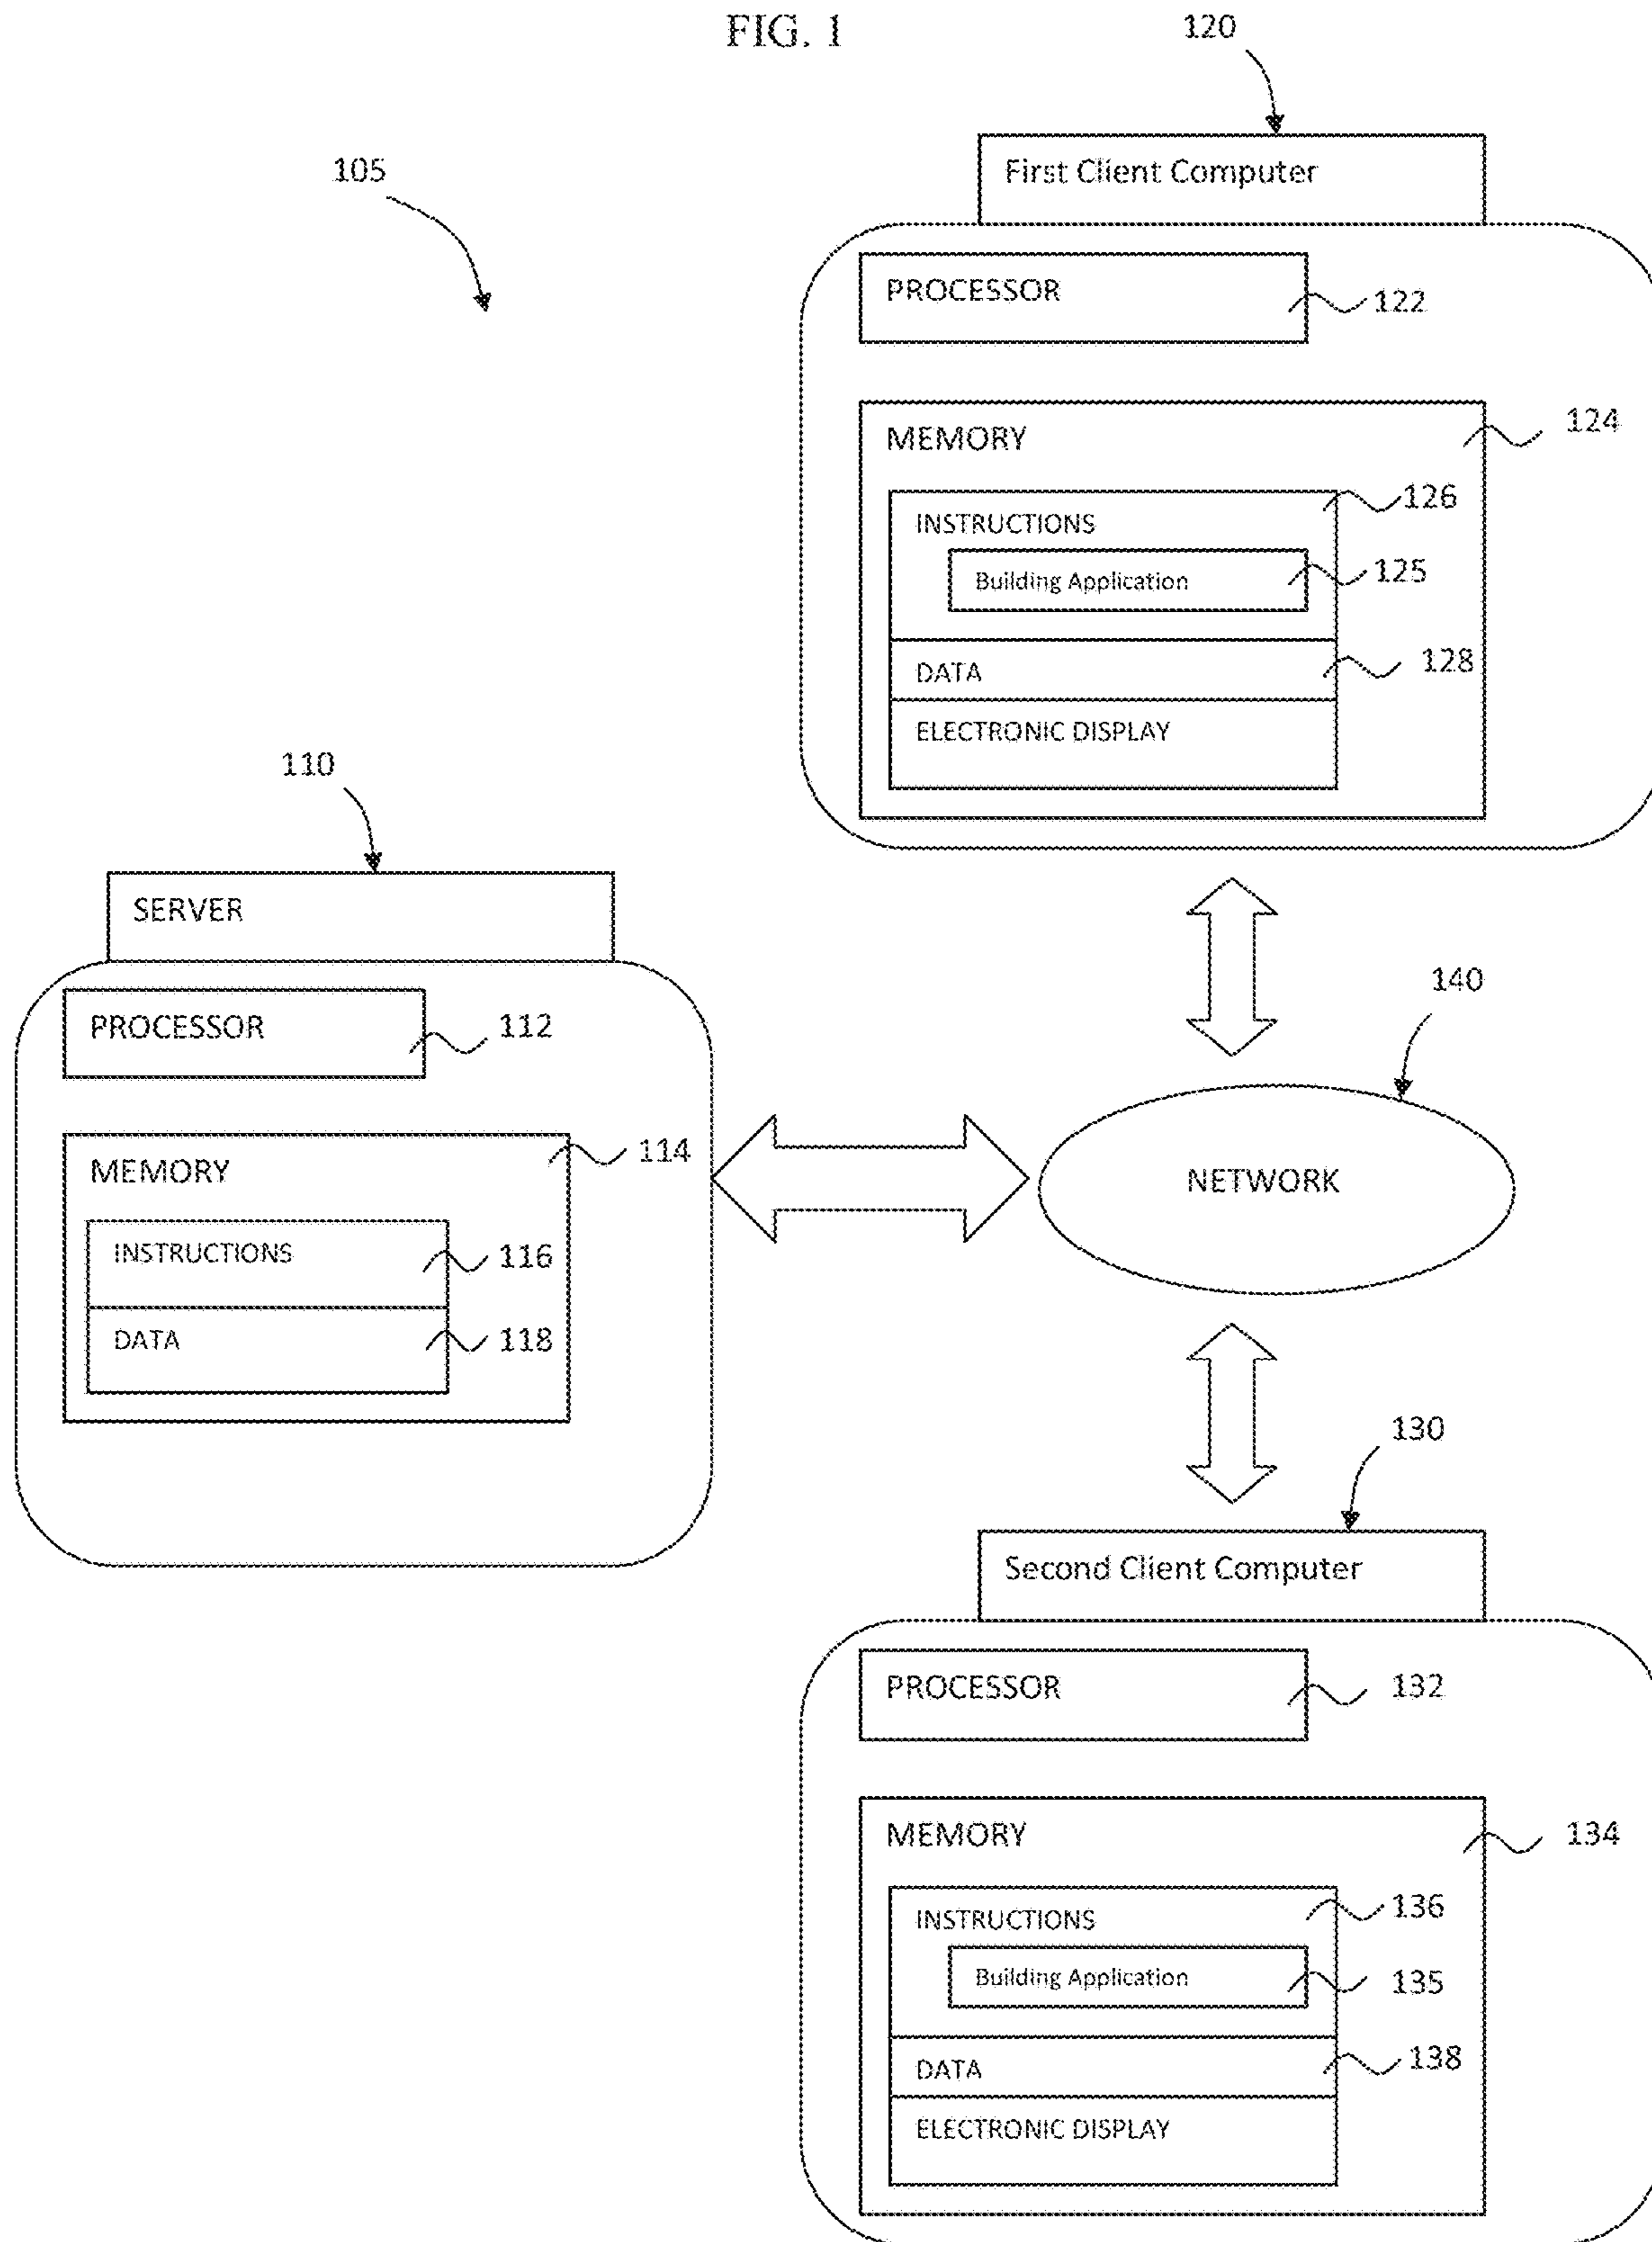 FIG. 1
120
105
First Client Computer
PROCESSOR
122
MEMORY
124
126
INSTRUCTIONS
Building Application
125
DATA
128
ELECTRONIC DISPLAY
110
SERVER
PROCESSOR
112
MEMORY
114
INSTRUCTIONS
116
DATA
118
140
NETWORK
130
Second Client Computer
PROCESSOR
132
MEMORY
134
INSTRUCTIONS
136
Building Application
135
DATA
138
ELECTRONIC DISPLAY